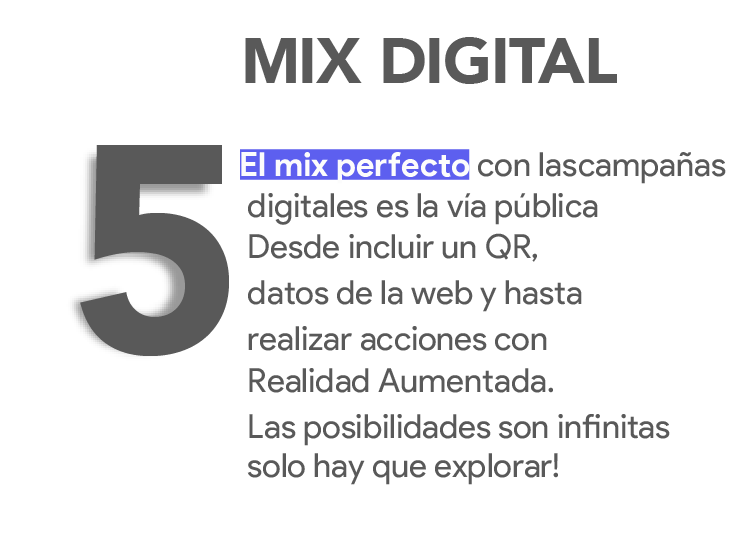 MIX DIGITAL
5
El mix perfecto con lascampañas
digitales es la vía pública
Desde incluir un QR,
datos de la web y hasta
realizar acciones con
Realidad Aumentada.
Las posibilidades son infinitas
solo hay que explorar!